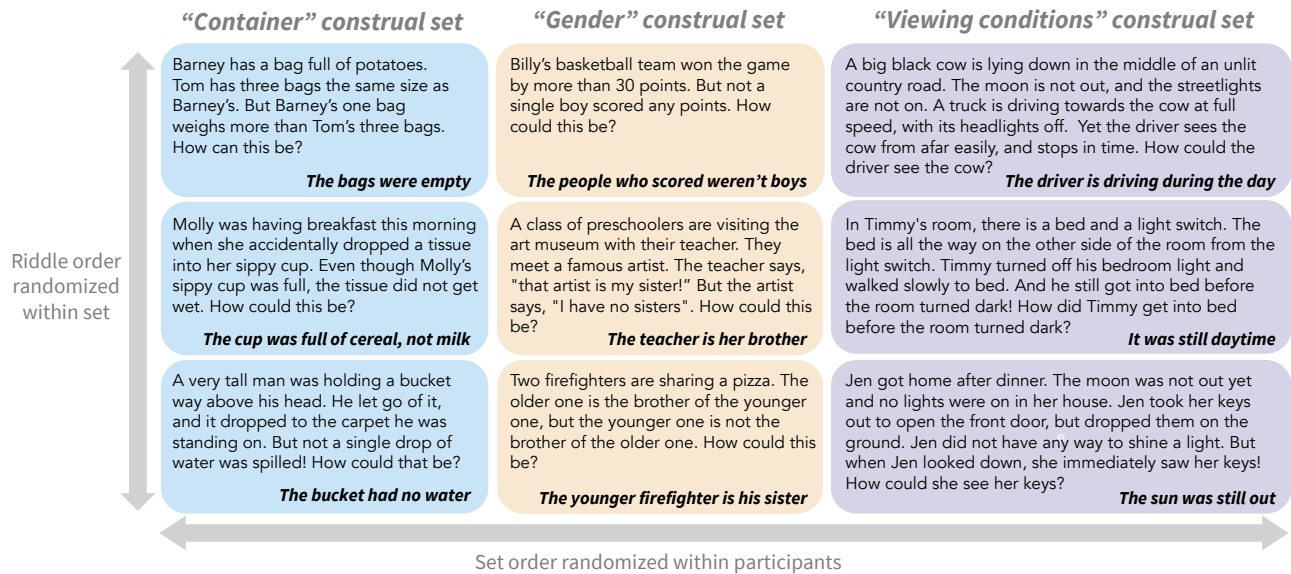 “Container” construal set
“Gender” construal set
“Viewing conditions” construal set
Riddle order
randomized
within set
Barney has a bag full of potatoes.
Tom has three bags the same size as
Barney’s. But Barney’s one bag
weighs more than Tom’s three bags.
How can this be?
The bags were empty
Billy’s basketball team won the game
by more than 30 points. But not a
single boy scored any points. How
could this be?
The people who scored weren’t boys
A big black cow is lying down in the middle of an unlit
country road. The moon is not out, and the streetlights
are not on. A truck is driving towards the cow at full
speed, with its headlights off.  Yet the driver sees the
cow from afar easily, and stops in time. How could the
driver see the cow?
The driver is driving during the day
Molly was having breakfast this morning
when she accidentally dropped a tissue
into her sippy cup. Even though Molly’s
sippy cup was full, the tissue did not get
wet. How could this be?
The cup was full of cereal, not milk
A class of preschoolers are visiting the
art museum with their teacher. They
meet a famous artist. The teacher says,
"that artist is my sister!” But the artist
says, "I have no sisters". How could this
be?
The teacher is her brother
In Timmy's room, there is a bed and a light switch. The
bed is all the way on the other side of the room from the
light switch. Timmy turned off his bedroom light and
walked slowly to bed. And he still got into bed before
the room turned dark! How did Timmy get into bed
before the room turned dark?
It was still daytime
A very tall man was holding a bucket
way above his head. He let go of it,
and it dropped to the carpet he was
standing on. But not a single drop of
water was spilled! How could that be?
The bucket had no water
Two firefighters are sharing a pizza. The
older one is the brother of the younger
one, but the younger one is not the
brother of the older one. How could this
be?
The younger firefighter is his sister
Jen got home after dinner. The moon was not out yet
and no lights were on in her house. Jen took her keys
out to open the front door, but dropped them on the
ground. Jen did not have any way to shine a light. But
when Jen looked down, she immediately saw her keys!
How could she see her keys?
The sun was still out
Set order randomized within participants